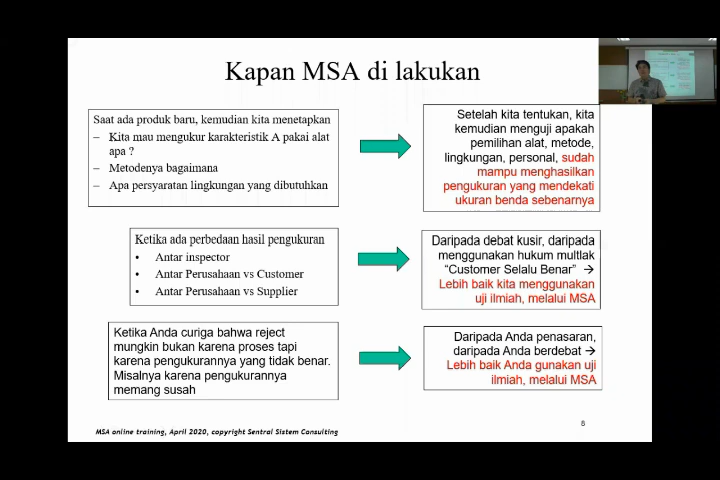 Kapan MSA di lakukan
Saat ada produk baru, kemudian kita menetapkan
– Kita mau mengukur karakteristik A pakai alat
apa ?
– Metodenya bagaimana
– Apa persyaratan lingkungan yang dibutuhkan
Setelah kita tentukan, kita
kemudian menguji apakah
pemilihan alat, metode,
lingkungan, personal, sudah
mampu menghasilkan
pengukuran yang mendekati
ukuran benda sebenarnya
Ketika ada perbedaan hasil pengukuran
• Antar inspector
• Antar Perusahaan vs Customer
• Antar Perusahaan vs Supplier
Daripada debat kusir, daripada
menggunakan hukum multlak
“Customer Selalu Benar” →
Lebih baik kita menggunakan
uji ilmiah, melalui MSA
Ketika Anda curiga bahwa reject
mungkin bukan karena proses tapi
karena pengukurannya yang tidak benar.
Misalnya karena pengukurannya
memang susah
Daripada Anda penasaran,
daripada Anda berdebat →
Lebih baik Anda gunakan uji
ilmiah, melalui MSA
MSA online training, April 2020, copyright Sentral Sistem Consulting
8